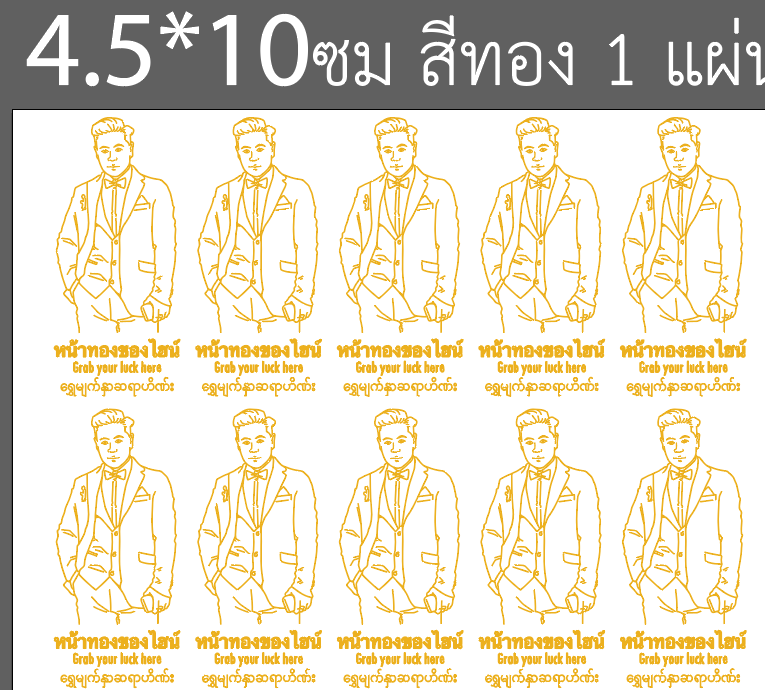 4.5*10ซม สีทอง 1 แผ่น
หน้าทองของไฮน์ หน้าทองของไฮน์ หน้าทองของไฮน์ หน้าทองของไฮน์ หน้าทองของไฮน์
Grab your luck here Grab your luck here Grab your luck here Grab your luck here Grab your luck here
ရွှေမျက်နှာဆရာဟိဏ်း ရွှေမျက်နှာဆရာဟိဏ်း ရွှေမျက်နှာဆရာဟိဏ်း ရွှေမျက်နှာဆရာဟိဏ်း ရွှေမျက်နှာဆရာဟိဏ်း
หน้าทองของไฮน์ หน้าทองของไฮน์ หน้าทองของไฮน์ หน้าทองของไฮน์ หน้าทองของไฮน์
Grab your luck here Grab your luck here Grab your luck here Grab your luck here Grab your luck here
ရွှေမျက်နှာဆရာဟိဏ်း ရွှေမျက်နှာဆရာဟိဏ်း ရွှေမျက်နှာဆရာဟိဏ်း ရွှေမျက်နှာဆရာဟိဏ်း ရွှေမျက်နှာဆရာဟိဏ်း